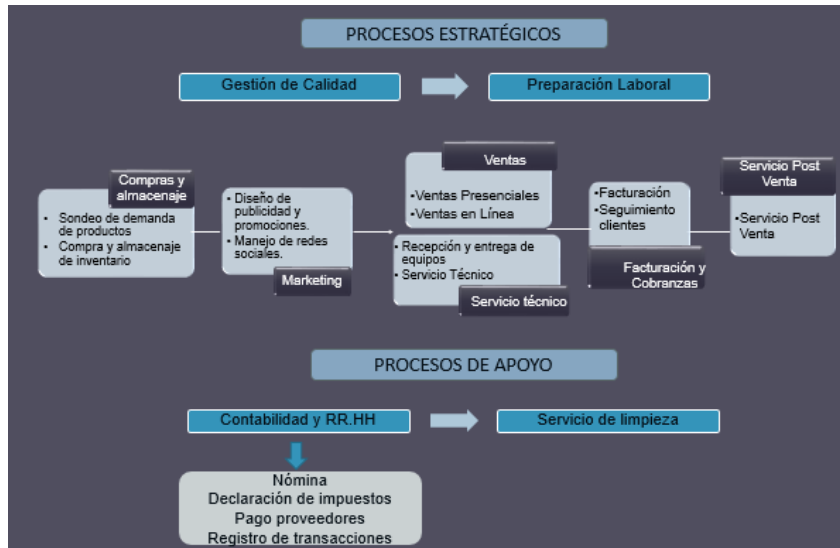 PROCESOS ESTRATÉGICOS
Gestión de Calidad
Preparación Laboral
Compras y
almacenaje
• Sondeo de demanda
de productos
• Compra y almacenaje
de inventario
• Diseño de
publicidad y
promociones.
• Manejo de redes
sociales.
Marketing
Ventas
•Ventas Presenciales
•Ventas en Línea
• Recepción y entrega de
equipos
• Servicio Técnico
Servicio técnico
•Facturación
•Seguimiento
clientes
Facturación y
Cobranzas
Servicio Post
Venta
•Servicio Post
Venta
PROCESOS DE APOYO
Contabilidad y RR.HH
Servicio de limpieza
Nómina
Declaración de impuestos
Pago proveedores
Registro de transacciones